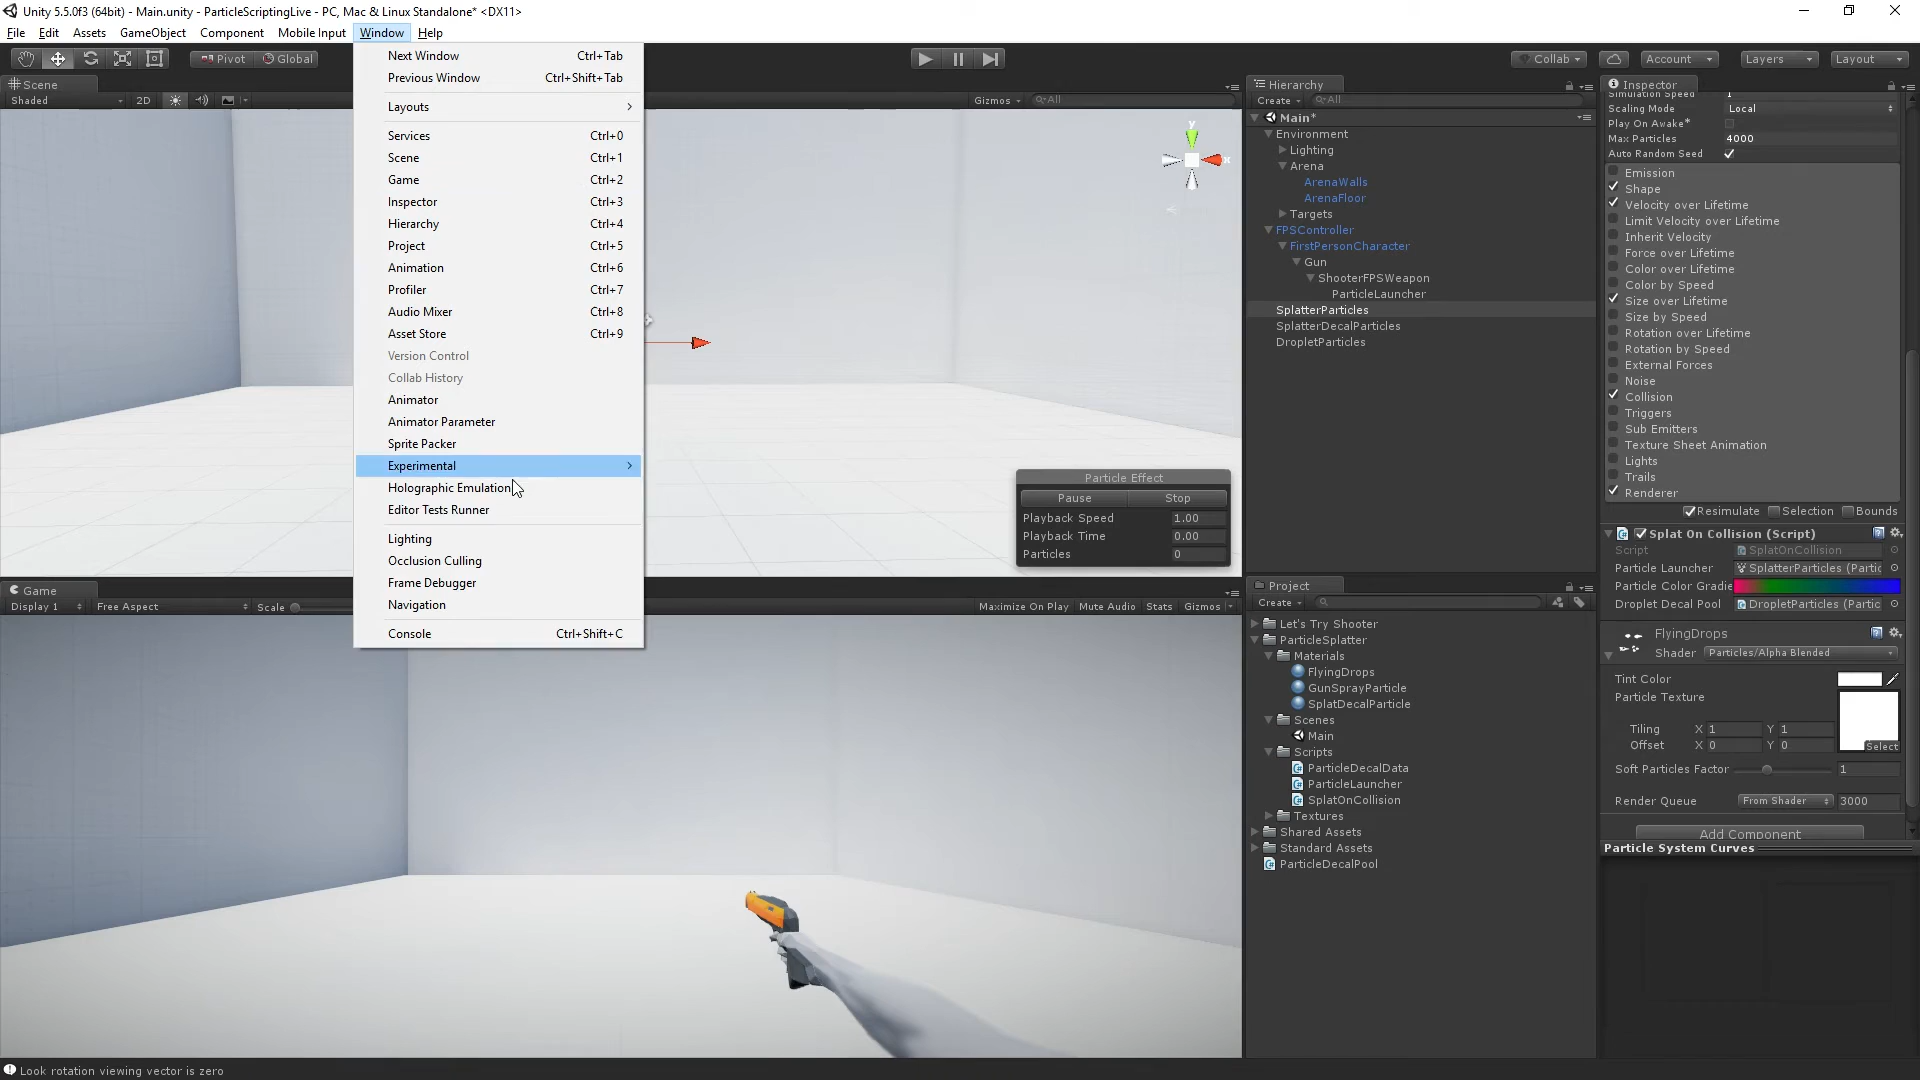 Unity 5.5.0f3 (64bit) - Main.unity - ParticleScriptingLive - PC, Mac & Linux Standalone* <DX11>
File Edit Assets GameObject Component Mobile Input Window Help
Pivot Global
Collab Account Layers Layout
Scene
Shaded 2D
Gizmos All
y
x
Next Window Ctrl+Tab
Previous Window Ctrl+Shift+Tab
Layouts
Services Ctrl+0
Scene Ctrl+1
Game Ctrl+2
Inspector Ctrl+3
Hierarchy Ctrl+4
Project Ctrl+5
Animation Ctrl+6
Profiler Ctrl+7
Audio Mixer Ctrl+8
Asset Store Ctrl+9
Version Control
Collab History
Animator
Animator Parameter
Sprite Packer
Experimental
Holographic Emulation
Editor Tests Runner
Lighting
Occlusion Culling
Frame Debugger
Navigation
Console Ctrl+Shift+C
Particle Effect
Pause Stop
Playback Speed 1.00
Playback Time 0.00
Particles 0
Game
Display 1 Free Aspect Scale
Maximize On Play Mute Audio Stats Gizmos
Hierarchy
Create All
Main*
Environment
Lighting
Arena
ArenaWalls
ArenaFloor
Targets
FPSController
FirstPersonCharacter
Gun
ShooterFPSWeapon
ParticleLauncher
SplatterParticles
SplatterDecalParticles
DropletParticles
Project
Create
Let's Try Shooter
ParticleSplatter
Materials
FlyingDrops
GunSprayParticle
SplatDecalParticle
Scenes
Main
Scripts
ParticleDecalData
ParticleLauncher
SplatOnCollision
Textures
Shared Assets
Standard Assets
ParticleDecalPool
Inspector
Simulation Speed 1
Scaling Mode Local
Play On Awake*
Max Particles 4000
Auto Random Seed
Emission
Shape
Velocity over Lifetime
Limit Velocity over Lifetime
Inherit Velocity
Force over Lifetime
Color over Lifetime
Color by Speed
Size over Lifetime
Size by Speed
Rotation over Lifetime
Rotation by Speed
External Forces
Noise
Collision
Triggers
Sub Emitters
Texture Sheet Animation
Lights
Trails
Renderer
Resimulate Selection Bounds
Splat On Collision (Script)
Script SplatOnCollision
Particle Launcher SplatterParticles (Partic
Particle Color Gradie
Droplet Decal Pool DropletParticles (Partic
FlyingDrops
Shader Particles/Alpha Blended
Tint Color
Particle Texture
Tiling X 1 Y 1
Offset X 0 Y 0
Select
Soft Particles Factor 1
Render Queue From Shader 3000
Add Component
Particle System Curves
Look rotation viewing vector is zero